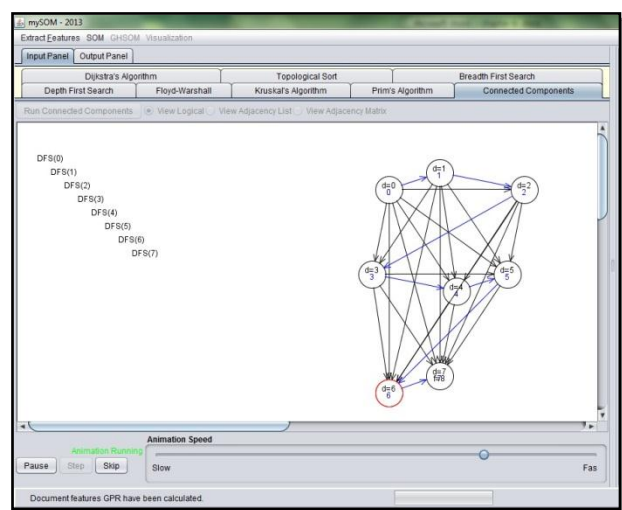 mySOM - 2013
Extract Features SOM GHSOM Visualization
Input Panel Output Panel
Dijkstra's Algorithm Topological Sort Breadth First Search
Depth First Search Floyd-Warshall Kruskal's Algorithm Prim's Algorithm Connected Components
Run Connected Components View Logical View Adjacency List View Adjacency Matrix
DFS(0)
DFS(1)
DFS(2)
DFS(3)
DFS(4)
DFS(5)
DFS(6)
DFS(7)
d=1
1
d=0
0
d=2
2
d=3
3
d=4
4
d=5
5
d=6
6
d=7
Animation Speed
Animation Running
Pause Step Skip Slow Fas
Document features GPR have been calculated.